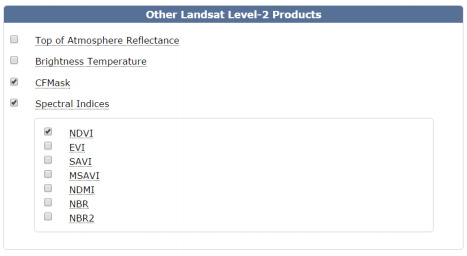 Other Landsat Level-2 Products
Top of Atmosphere Reflectance
Brightness Temperature
CFMask
Spectral Indices
NDVI
EVI
SAVI
MSAVI
NDMI
NBR
NBR2